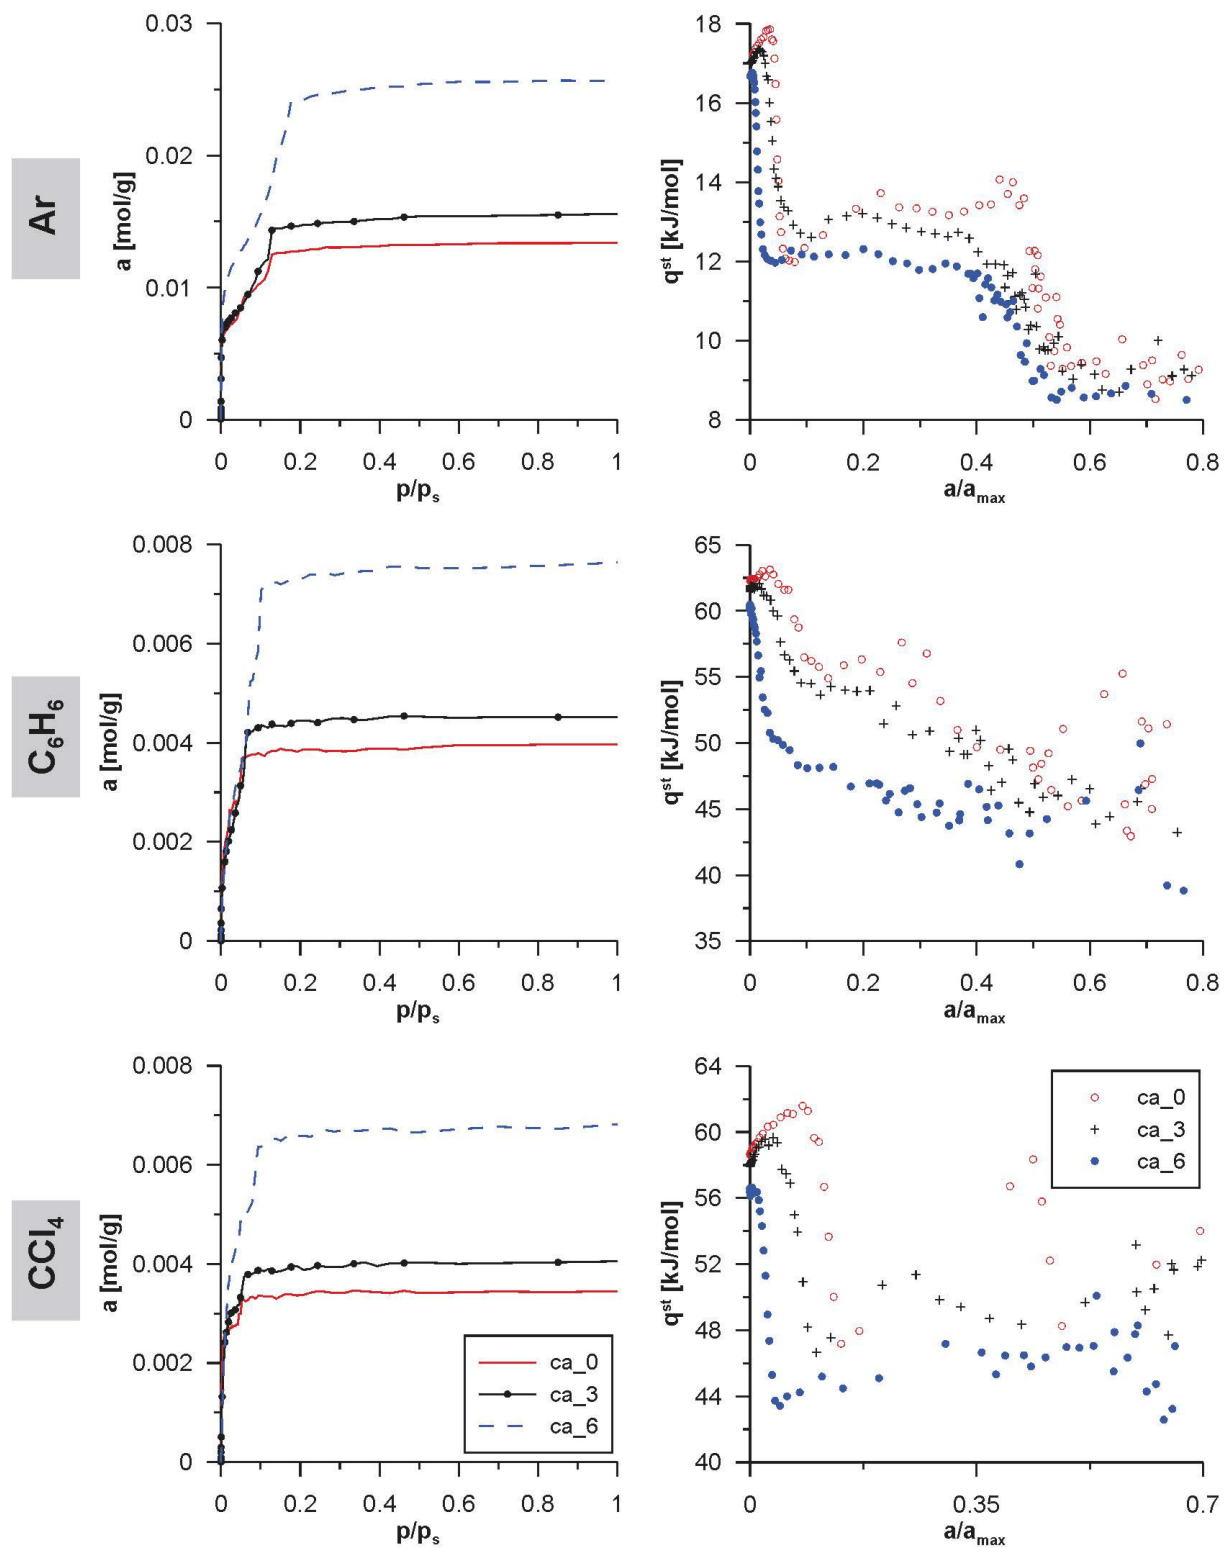 Ar
a [mol/g]
0.03
0.02
0.01
0
0 0.2 0.4 0.6 0.8 1
p/pₛ
qˢᵗ [kJ/mol]
18
16
14
12
10
8
0 0.2 0.4 0.6 0.8
a/aₘₐₓ
C₆H₆
a [mol/g]
0.008
0.006
0.004
0.002
0
0 0.2 0.4 0.6 0.8 1
p/pₛ
qˢᵗ [kJ/mol]
65
60
55
50
45
40
35
0 0.2 0.4 0.6 0.8
a/aₘₐₓ
CCl₄
a [mol/g]
0.008
0.006
0.004
0.002
0
0 0.2 0.4 0.6 0.8 1
p/pₛ
ca_0
ca_3
ca_6
qˢᵗ [kJ/mol]
64
60
56
52
48
44
40
0 0.35 0.7
a/aₘₐₓ
ca_0
ca_3
ca_6